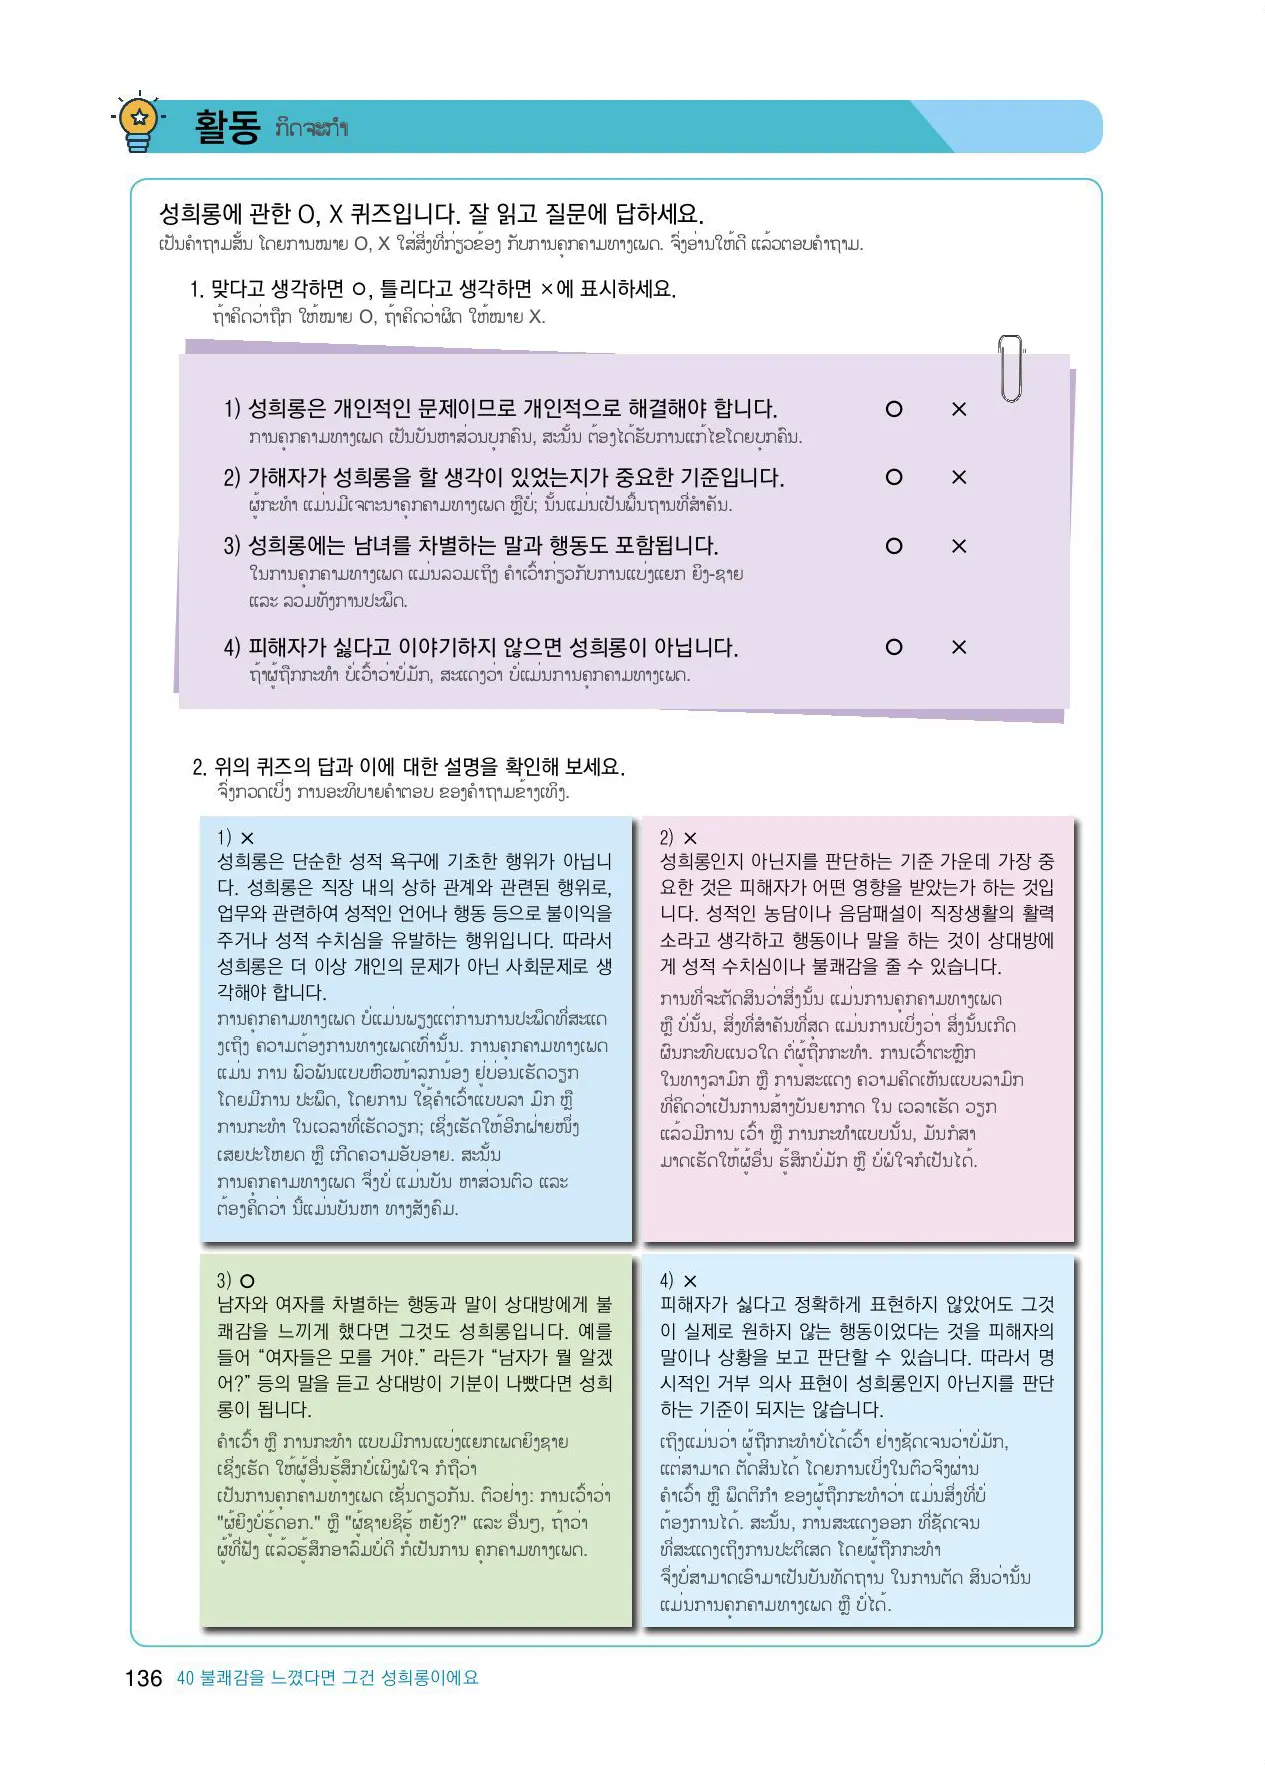 활동 ກິດຈະກຳ
성희롱에 관한 O, X 퀴즈입니다. 잘 읽고 질문에 답하세요.
ເປັນຄຳຖາມສັ້ນ ໂດຍການໝາຍ O, X ໃສ່ສິ່ງທີ່ກ່ຽວຂ້ອງ ກັບການຄຸກຄາມທາງເພດ. ຈົ່ງອ່ານໃຫ້ດີ ແລ້ວຕອບຄຳຖາມ.
1. 맞다고 생각하면 ○, 틀리다고 생각하면 ×에 표시하세요.
ຖ້າຄິດວ່າຖືກ ໃຫ້ໝາຍ O, ຖ້າຄິດວ່າຜິດ ໃຫ້ໝາຍ X.
1) 성희롱은 개인적인 문제이므로 개인적으로 해결해야 합니다. ○ ×
ການຄຸກຄາມທາງເພດ ເປັນບັນຫາສ່ວນບຸກຄົນ, ສະນັ້ນ ຕ້ອງໄດ້ຮັບການແກ້ໄຂໂດຍບຸກຄົນ.
2) 가해자가 성희롱을 할 생각이 있었는지가 중요한 기준입니다. ○ ×
ຜູ້ກະທຳ ແມ່ນມີເຈຕະນາຄຸກຄາມທາງເພດ ຫຼືບໍ່; ນັ້ນແມ່ນເປັນພື້ນຖານທີ່ສຳຄັນ.
3) 성희롱에는 남녀를 차별하는 말과 행동도 포함됩니다. ○ ×
ໃນການຄຸກຄາມທາງເພດ ແມ່ນລວມເຖິງ ຄຳເວົ້າກ່ຽວກັບການແບ່ງແຍກ ຍິງ-ຊາຍ
ແລະ ລວມທັງການປະພຶດ.
4) 피해자가 싫다고 이야기하지 않으면 성희롱이 아닙니다. ○ ×
ຖ້າຜູ້ຖືກກະທຳ ບໍ່ເວົ້າວ່າບໍ່ມັກ, ສະແດງວ່າ ບໍ່ແມ່ນການຄຸກຄາມທາງເພດ.
2. 위의 퀴즈의 답과 이에 대한 설명을 확인해 보세요.
ຈົ່ງກວດເບິ່ງ ການອະທິບາຍຄຳຕອບ ຂອງຄຳຖາມຂ້າງເທິງ.
1) ×
성희롱은 단순한 성적 욕구에 기초한 행위가 아닙니
다. 성희롱은 직장 내의 상하 관계와 관련된 행위로,
업무와 관련하여 성적인 언어나 행동 등으로 불이익을
주거나 성적 수치심을 유발하는 행위입니다. 따라서
성희롱은 더 이상 개인의 문제가 아닌 사회문제로 생
각해야 합니다.
ການຄຸກຄາມທາງເພດ ບໍ່ແມ່ນພຽງແຕ່ການການປະພຶດທີ່ສະແດ
ງເຖິງ ຄວາມຕ້ອງການທາງເພດເທົ່ານັ້ນ. ການຄຸກຄາມທາງເພດ
ແມ່ນ ການ ພົວພັນແບບຫົວໜ້າລູກນ້ອງ ຢູ່ບ່ອນເຮັດວຽກ
ໂດຍມີການ ປະພຶດ, ໂດຍການ ໃຊ້ຄຳເວົ້າແບບລາ ມົກ ຫຼື
ການກະທຳ ໃນເວລາທີ່ເຮັດວຽກ; ເຊິ່ງເຮັດໃຫ້ອີກຝ່າຍໜຶ່ງ
ເສຍປະໂຫຍດ ຫຼື ເກີດຄວາມອັບອາຍ. ສະນັ້ນ
ການຄຸກຄາມທາງເພດ ຈຶ່ງບໍ່ ແມ່ນບັນ ຫາສ່ວນຕົວ ແລະ
ຕ້ອງຄິດວ່າ ນີ້ແມ່ນບັນຫາ ທາງສັງຄົມ.
2) ×
성희롱인지 아닌지를 판단하는 기준 가운데 가장 중
요한 것은 피해자가 어떤 영향을 받았는가 하는 것입
니다. 성적인 농담이나 음담패설이 직장생활의 활력
소라고 생각하고 행동이나 말을 하는 것이 상대방에
게 성적 수치심이나 불쾌감을 줄 수 있습니다.
ການທີ່ຈະຕັດສິນວ່າສິ່ງນັ້ນ ແມ່ນການຄຸກຄາມທາງເພດ
ຫຼື ບໍ່ນັ້ນ, ສິ່ງທີ່ສຳຄັນທີ່ສຸດ ແມ່ນການເບິ່ງວ່າ ສິ່ງນັ້ນເກີດ
ຜົນກະທົບແນວໃດ ຕໍ່ຜູ້ຖືກກະທຳ. ການເວົ້າຕະຫຼົກ
ໃນທາງລາມົກ ຫຼື ການສະແດງ ຄວາມຄິດເຫັນແບບລາມົກ
ທີ່ຄິດວ່າເປັນການສ້າງບັນຍາກາດ ໃນ ເວລາເຮັດ ວຽກ
ແລ້ວມີການ ເວົ້າ ຫຼື ການກະທຳແບບນັ້ນ, ມັນກໍສາ
ມາດເຮັດໃຫ້ຜູ້ອື່ນ ຮູ້ສຶກບໍ່ມັກ ຫຼື ບໍ່ພໍໃຈກໍເປັນໄດ້.
3) ○
남자와 여자를 차별하는 행동과 말이 상대방에게 불
쾌감을 느끼게 했다면 그것도 성희롱입니다. 예를
들어 “여자들은 모를 거야.” 라든가 “남자가 뭘 알겠
어?” 등의 말을 듣고 상대방이 기분이 나빴다면 성희
롱이 됩니다.
ຄຳເວົ້າ ຫຼື ການກະທຳ ແບບມີການແບ່ງແຍກເພດຍິງຊາຍ
ເຊິ່ງເຮັດ ໃຫ້ຜູ້ອື່ນຮູ້ສຶກບໍ່ເພິງພໍໃຈ ກໍຖືວ່າ
ເປັນການຄຸກຄາມທາງເພດ ເຊັ່ນດຽວກັນ. ຕົວຢ່າງ: ການເວົ້າວ່າ
"ຜູ້ຍິງບໍ່ຮູ້ດອກ." ຫຼື "ຜູ້ຊາຍຊິຮູ້ ຫຍັງ?" ແລະ ອື່ນໆ, ຖ້າວ່າ
ຜູ້ທີ່ຟັງ ແລ້ວຮູ້ສຶກອາລົມບໍ່ດີ ກໍເປັນການ ຄຸກຄາມທາງເພດ.
4) ×
피해자가 싫다고 정확하게 표현하지 않았어도 그것
이 실제로 원하지 않는 행동이었다는 것을 피해자의
말이나 상황을 보고 판단할 수 있습니다. 따라서 명
시적인 거부 의사 표현이 성희롱인지 아닌지를 판단
하는 기준이 되지는 않습니다.
ເຖິງແມ່ນວ່າ ຜູ້ຖືກກະທຳບໍ່ໄດ້ເວົ້າ ຢ່າງຊັດເຈນວ່າບໍ່ມັກ,
ແຕ່ສາມາດ ຕັດສິນໄດ້ ໂດຍການເບິ່ງໃນຕົວຈິງຜ່ານ
ຄຳເວົ້າ ຫຼື ພຶດຕິກຳ ຂອງຜູ້ຖືກກະທຳວ່າ ແມ່ນສິ່ງທີ່ບໍ່
ຕ້ອງການໄດ້. ສະນັ້ນ, ການສະແດງອອກ ທີ່ຊັດເຈນ
ທີ່ສະແດງເຖິງການປະຕິເສດ ໂດຍຜູ້ຖືກກະທຳ
ຈຶ່ງບໍ່ສາມາດເອົາມາເປັນບັນທັດຖານ ໃນການຕັດ ສິນວ່ານັ້ນ
ແມ່ນການຄຸກຄາມທາງເພດ ຫຼື ບໍ່ໄດ້.
136 40 불쾌감을 느꼈다면 그건 성희롱이에요